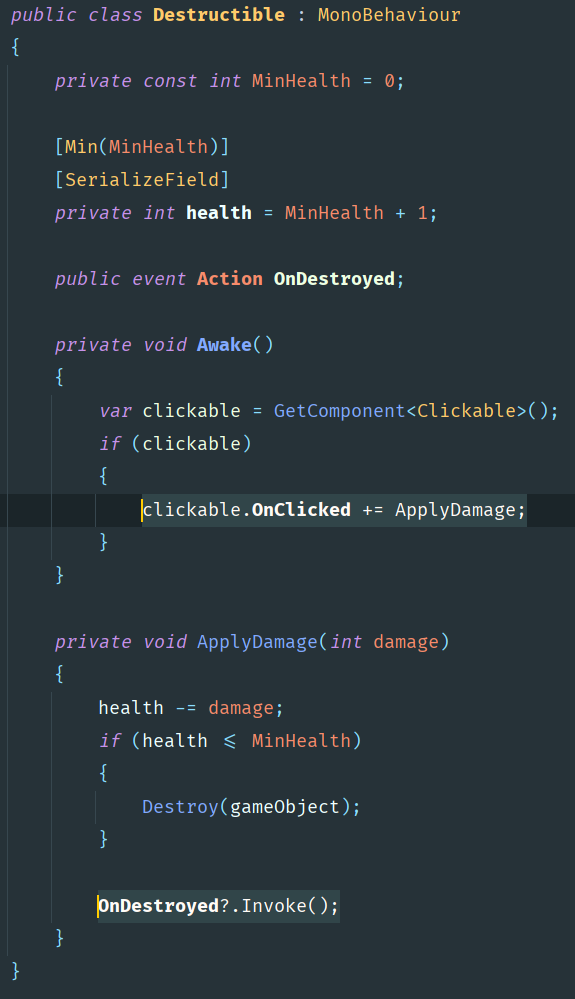 public class Destructible : MonoBehaviour
{
    private const int MinHealth = 0;

    [Min(MinHealth)]
    [SerializeField]
    private int health = MinHealth + 1;

    public event Action OnDestroyed;

    private void Awake()
    {
        var clickable = GetComponent<Clickable>();
        if (clickable)
        {
            clickable.OnClicked += ApplyDamage;
        }
    }

    private void ApplyDamage(int damage)
    {
        health -= damage;
        if (health ⩽ MinHealth)
        {
            Destroy(gameObject);
        }

        OnDestroyed?.Invoke();
    }
}